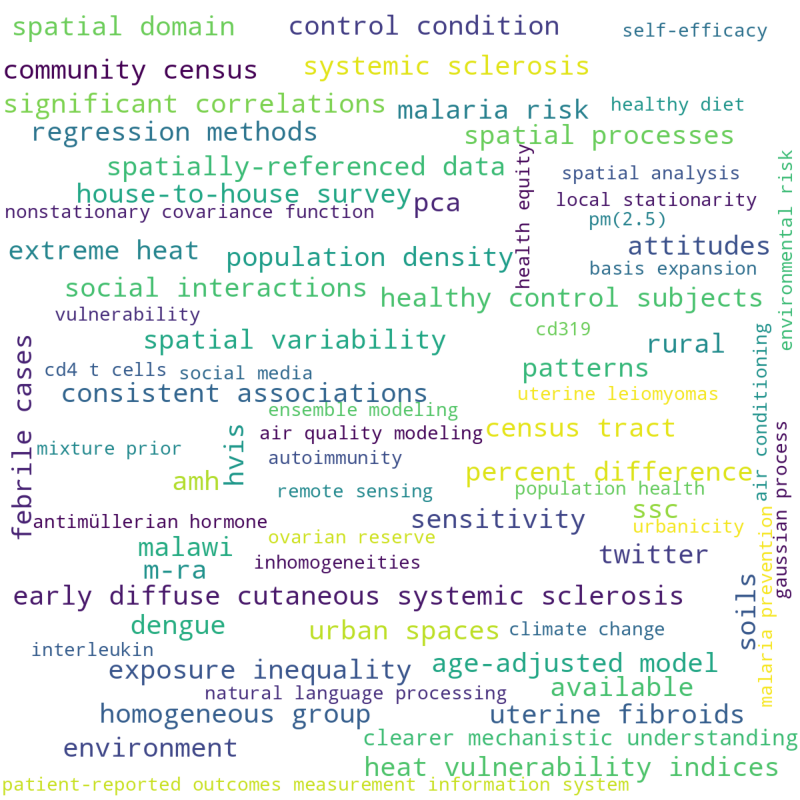 spatial domain
control condition
self-efficacy
community census
systemic sclerosis
significant correlations
malaria risk
healthy diet
regression methods
spatial processes
spatially-referenced data
spatial analysis
health equity
environmental risk
house-to-house survey
pca
local stationarity
nonstationary covariance function
pm(2.5)
extreme heat
population density
attitudes
basis expansion
social interactions
healthy control subjects
vulnerability
cd319
spatial variability
rural
air conditioning
febrile cases
cd4 t cells
social media
patterns
consistent associations
uterine leiomyomas
ensemble modeling
hvis
air quality modeling
census tract
gaussian process
mixture prior
autoimmunity
percent difference
amh
remote sensing
population health
ssc
antimüllerian hormone
sensitivity
urbanicity
malaria prevention
ovarian reserve
malawi
inhomogeneities
twitter
m-ra
soils
early diffuse cutaneous systemic sclerosis
dengue
urban spaces
climate change
interleukin
exposure inequality
age-adjusted model
natural language processing
available
homogeneous group
uterine fibroids
environment
clearer mechanistic understanding
heat vulnerability indices
patient-reported outcomes measurement information system